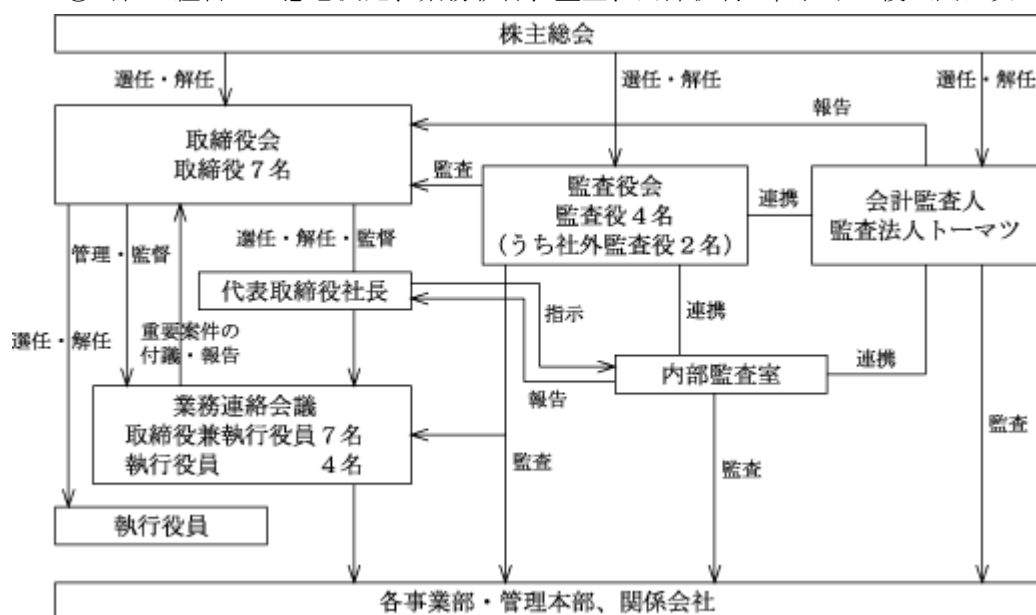 株主総会
選任・解任
選任・解任
選任・解任
報告
取締役会
取締役７名
監査
監査役会
監査役４名
（うち社外監査役２名）
連携
会計監査人
監査法人トーマツ
管理・監督
選任・解任・監督
代表取締役社長
指示
連携
選任・解任
重要案件の
付議・報告
内部監査室
連携
報告
業務連絡会議
取締役兼執行役員７名
執行役員　　　　４名
監査
監査
監査
執行役員
各事業部・管理本部、関係会社